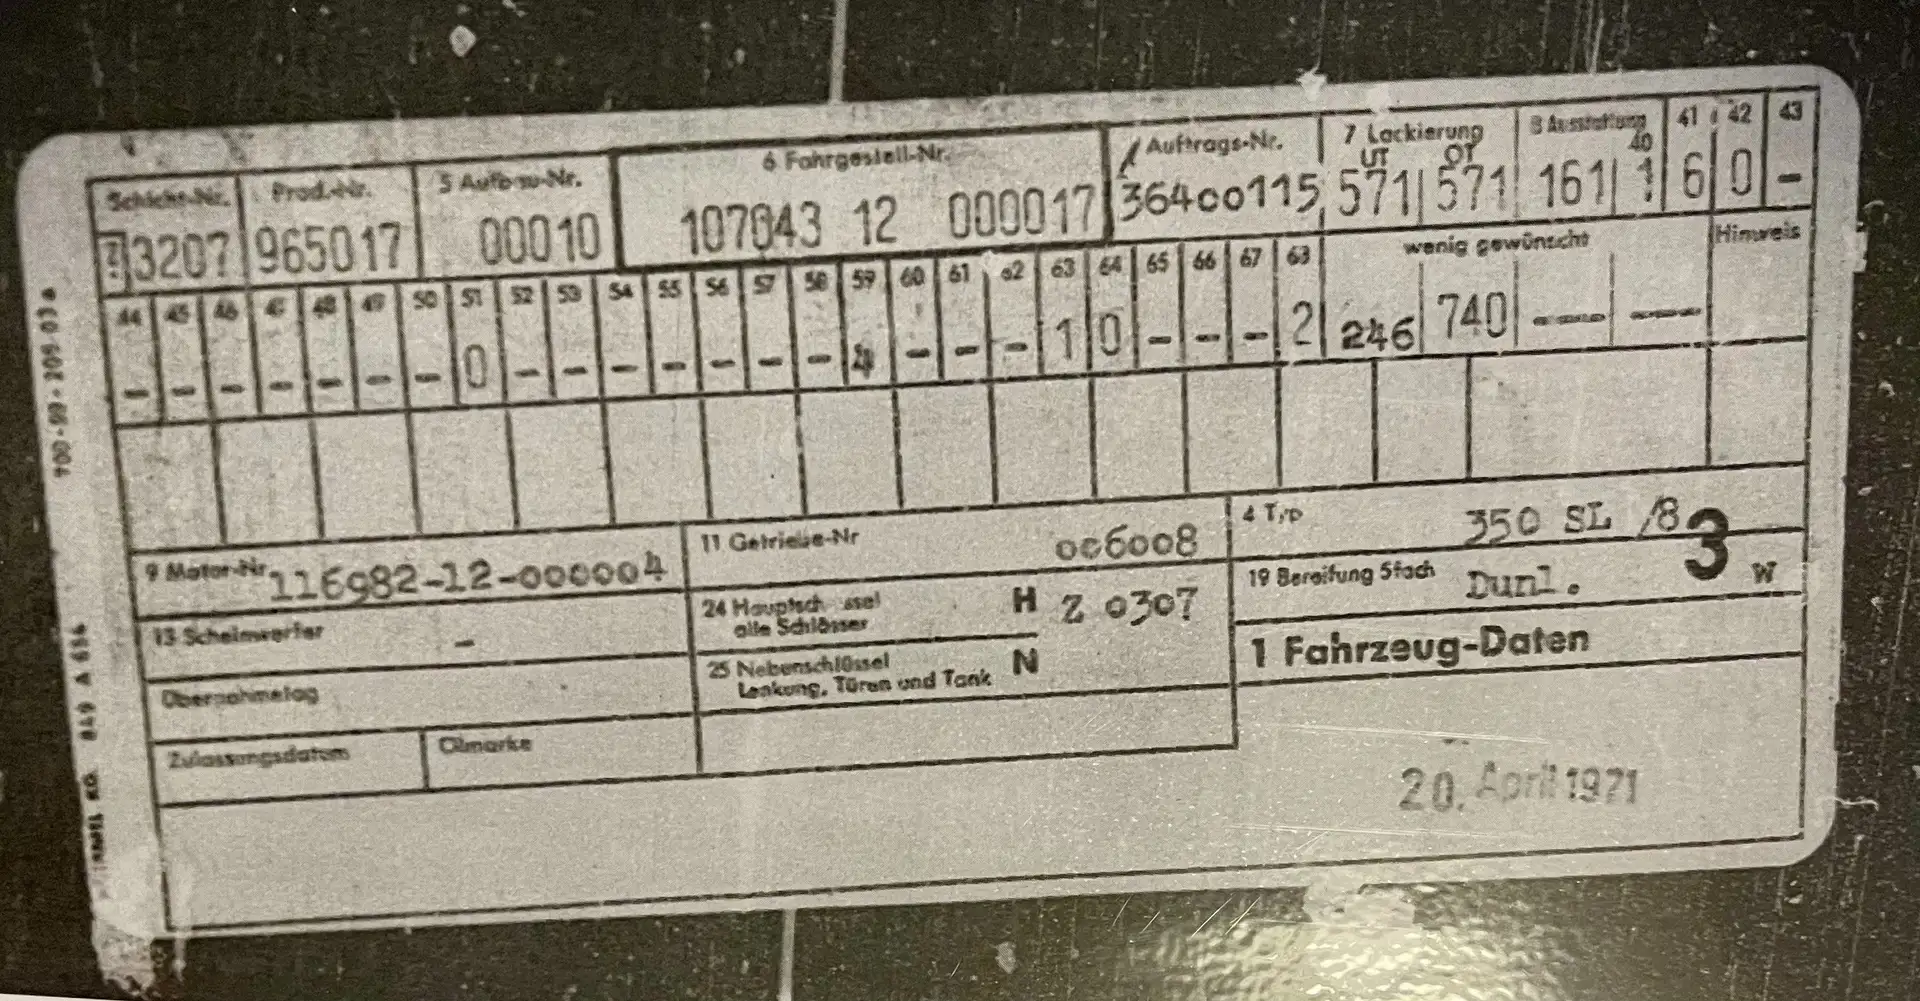 Schicht-Nr. Prod.-Nr. 5 Aufbau-Nr. 6 Fahrgestell-Nr. Auftrags-Nr. 7 Lackierung 8 Ausstattung 40 41 42 43
UT OT
3207 965017 00010 107043 12 000017 36400115 571 571 161 1 6 0 -
44 45 46 47 48 49 50 51 52 53 54 55 56 57 58 59 60 61 62 63 64 65 66 67 68 wenig gewünscht Hinweis
- - - - - - - 0 - - - - - - - 4 - - - 1 0 - - - 2 246 740 ---- ----
9 Motor-Nr. 116982-12-000004 11 Getriebe-Nr 006008 4 Typ 350 SL /8
3
13 Scheinwerfer - 24 Hauptschlüssel H Z 0307 19 Bereifung 5fach Dunl. W
alle Schlösser
Übernahmetag 25 Nebenschlüssel N 1 Fahrzeug-Daten
Lenkung, Türen und Tank
Zulassungsdatum Ölmarke
20. April 1971
849 A 656